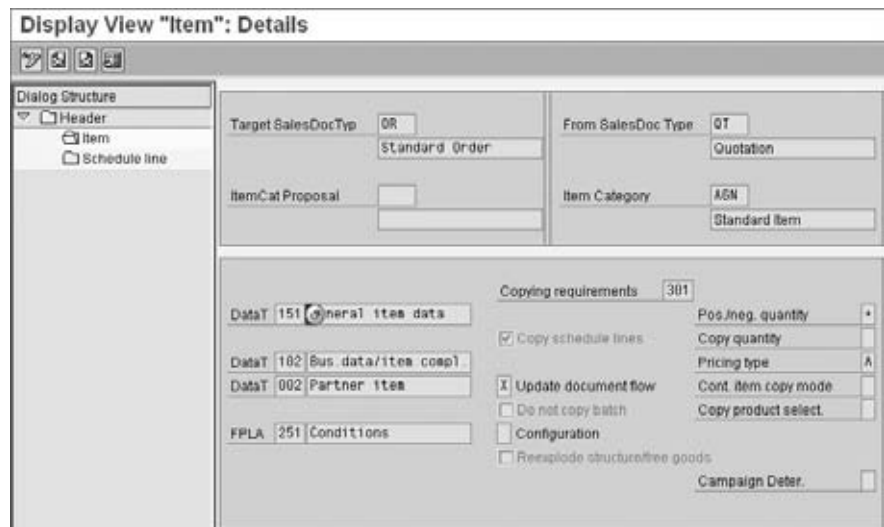 Display View "Item": Details
Dialog Structure
Header
Item
Schedule line
Target SalesDocTyp OR
Standard Order
From SalesDoc Type QT
Quotation
ItemCat Proposal
Item Category AGN
Standard Item
Copying requirements 301
DataT 151 neral item data
Pos./neg. quantity +
Copy schedule lines
Copy quantity
DataT 102 Bus.data/item compl.
Pricing type A
DataT 002 Partner item
X Update document flow
Cont. item copy mode
Do not copy batch
Copy product select.
FPLA 251 Conditions
Configuration
Reexplode structure/free goods
Campaign Deter.